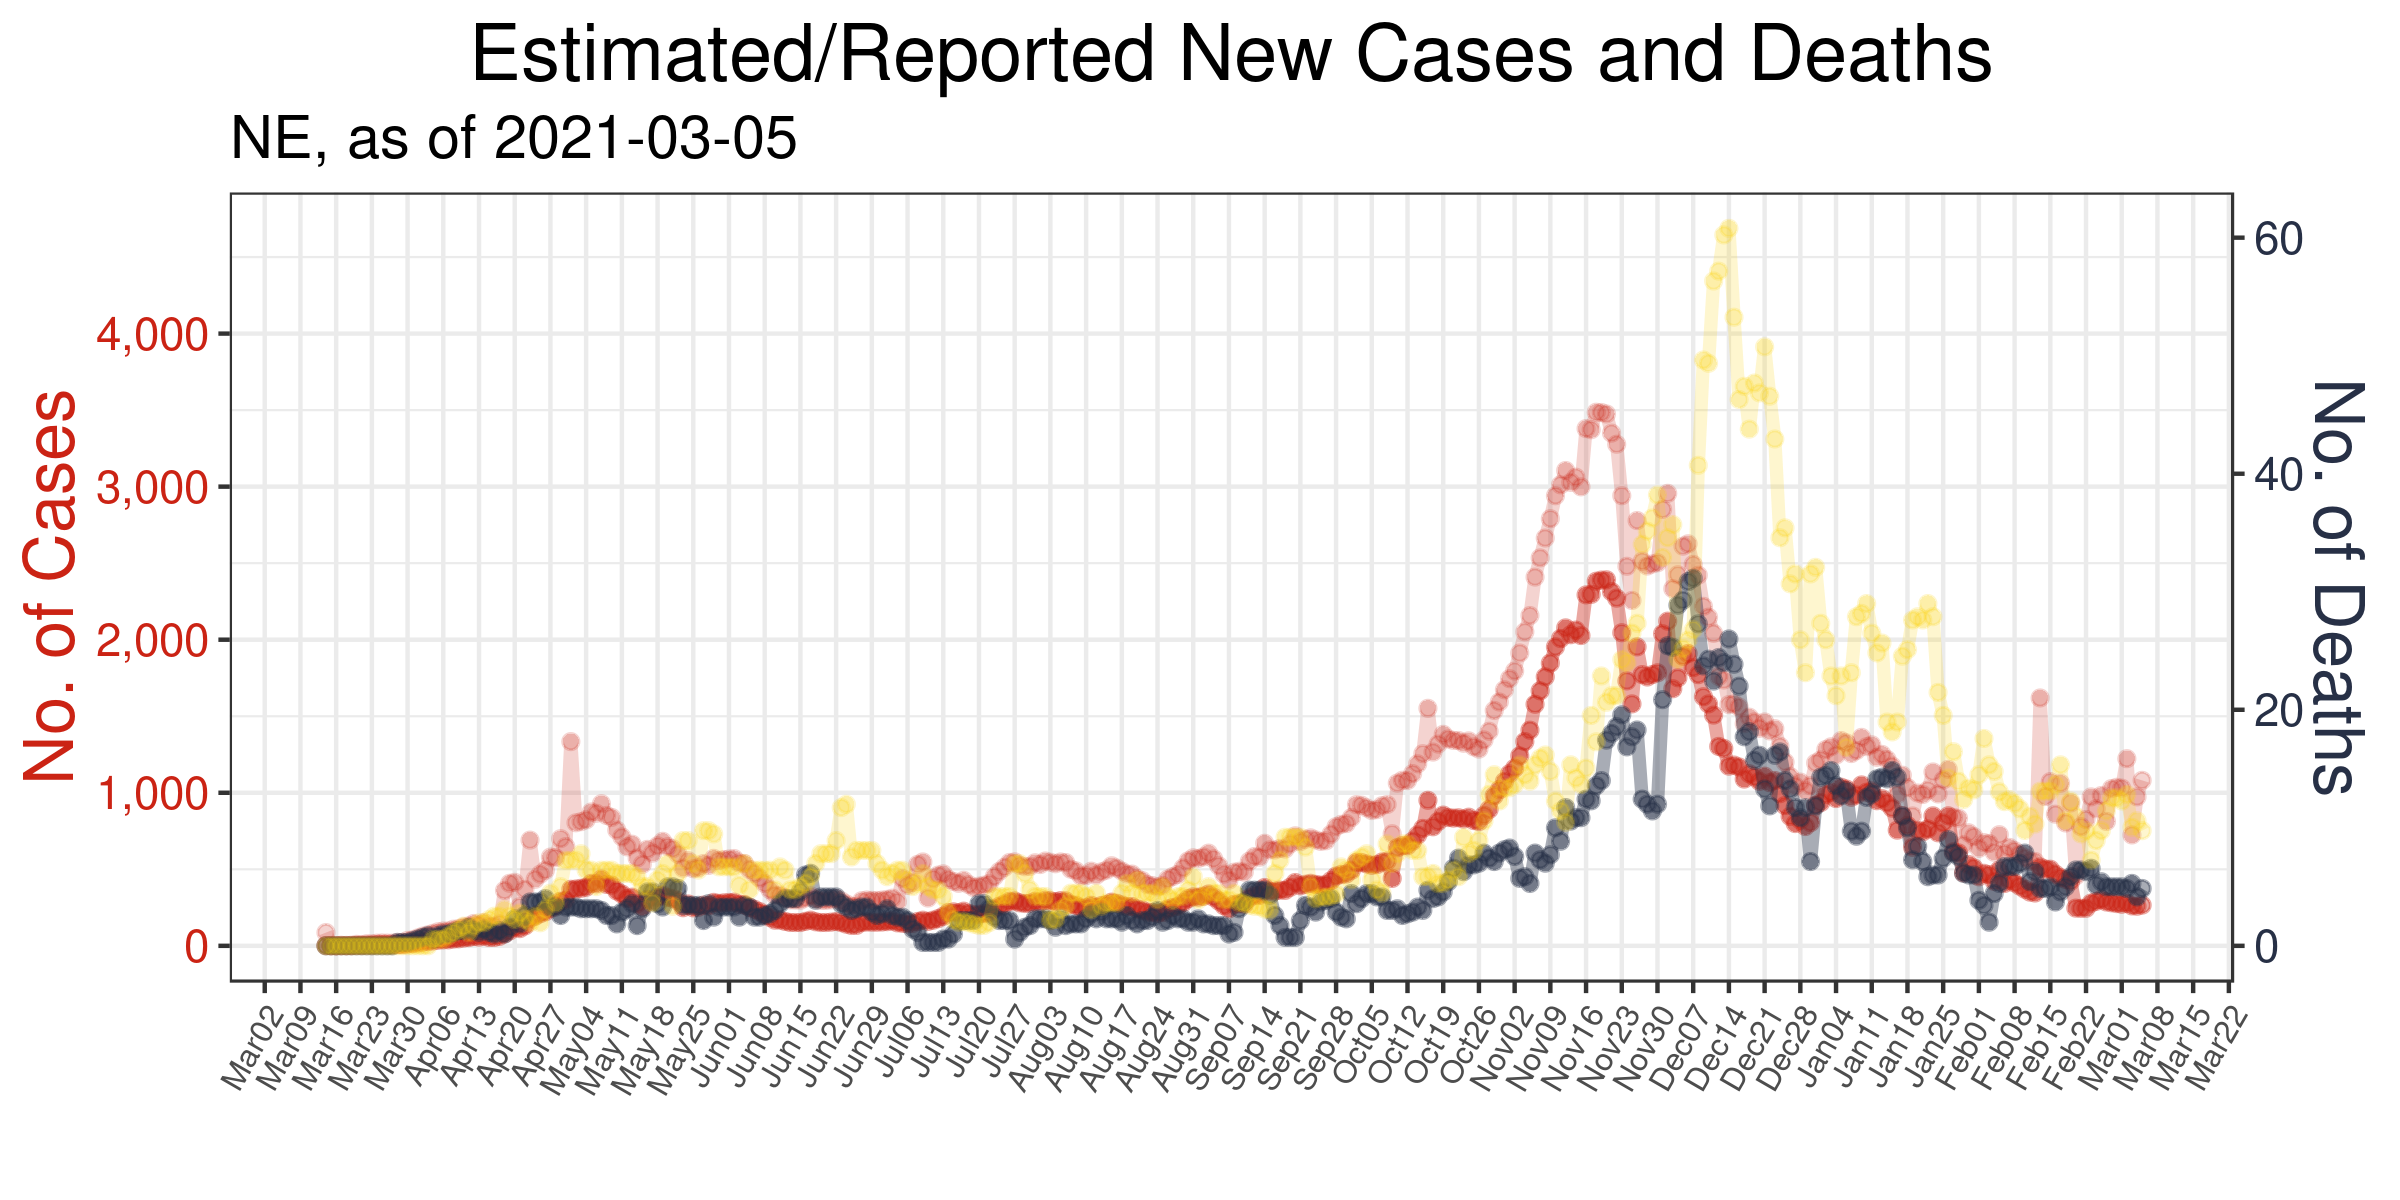 Estimated/Reported New Cases and Deaths
NE, as of 2021-03-05
No. of Cases
4,000
3,000
2,000
1,000
0
60
40
20
0
No. of Deaths
Mar02
Mar09
Mar16
Mar23
Mar30
Apr06
Apr13
Apr20
Apr27
May04
May11
May18
May25
Jun01
Jun08
Jun15
Jun22
Jun29
Jul06
Jul13
Jul20
Jul27
Aug03
Aug10
Aug17
Aug24
Aug31
Sep07
Sep14
Sep21
Sep28
Oct05
Oct12
Oct19
Oct26
Nov02
Nov09
Nov16
Nov23
Nov30
Dec07
Dec14
Dec21
Dec28
Dec04
Jan11
Jan18
Jan25
Feb01
Feb08
Feb15
Feb22
Mar01
Mar08
Mar15
Mar22